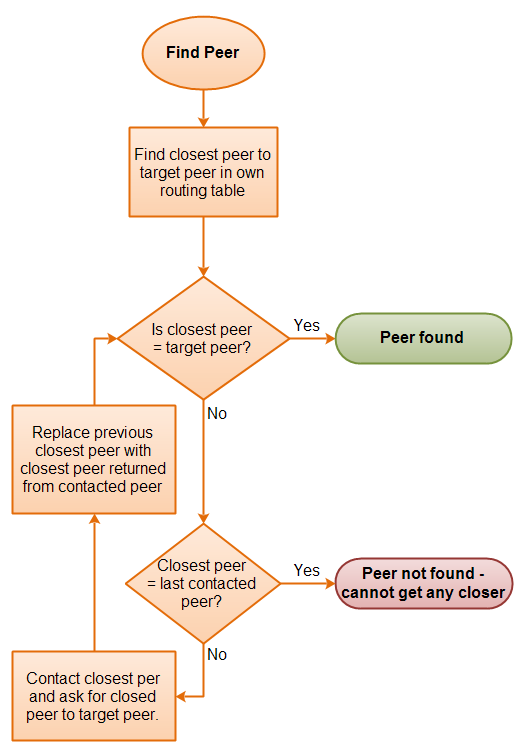 Find Peer
Find closest peer to
target peer in own
routing table
Is closest peer
= target peer?
Yes
Peer found
No
Replace previous
closest peer with
closest peer returned
from contacted peer
Closest peer
= last contacted
peer?
Yes
Peer not found -
cannot get any closer
No
Contact closest per
and ask for closed
peer to target peer.